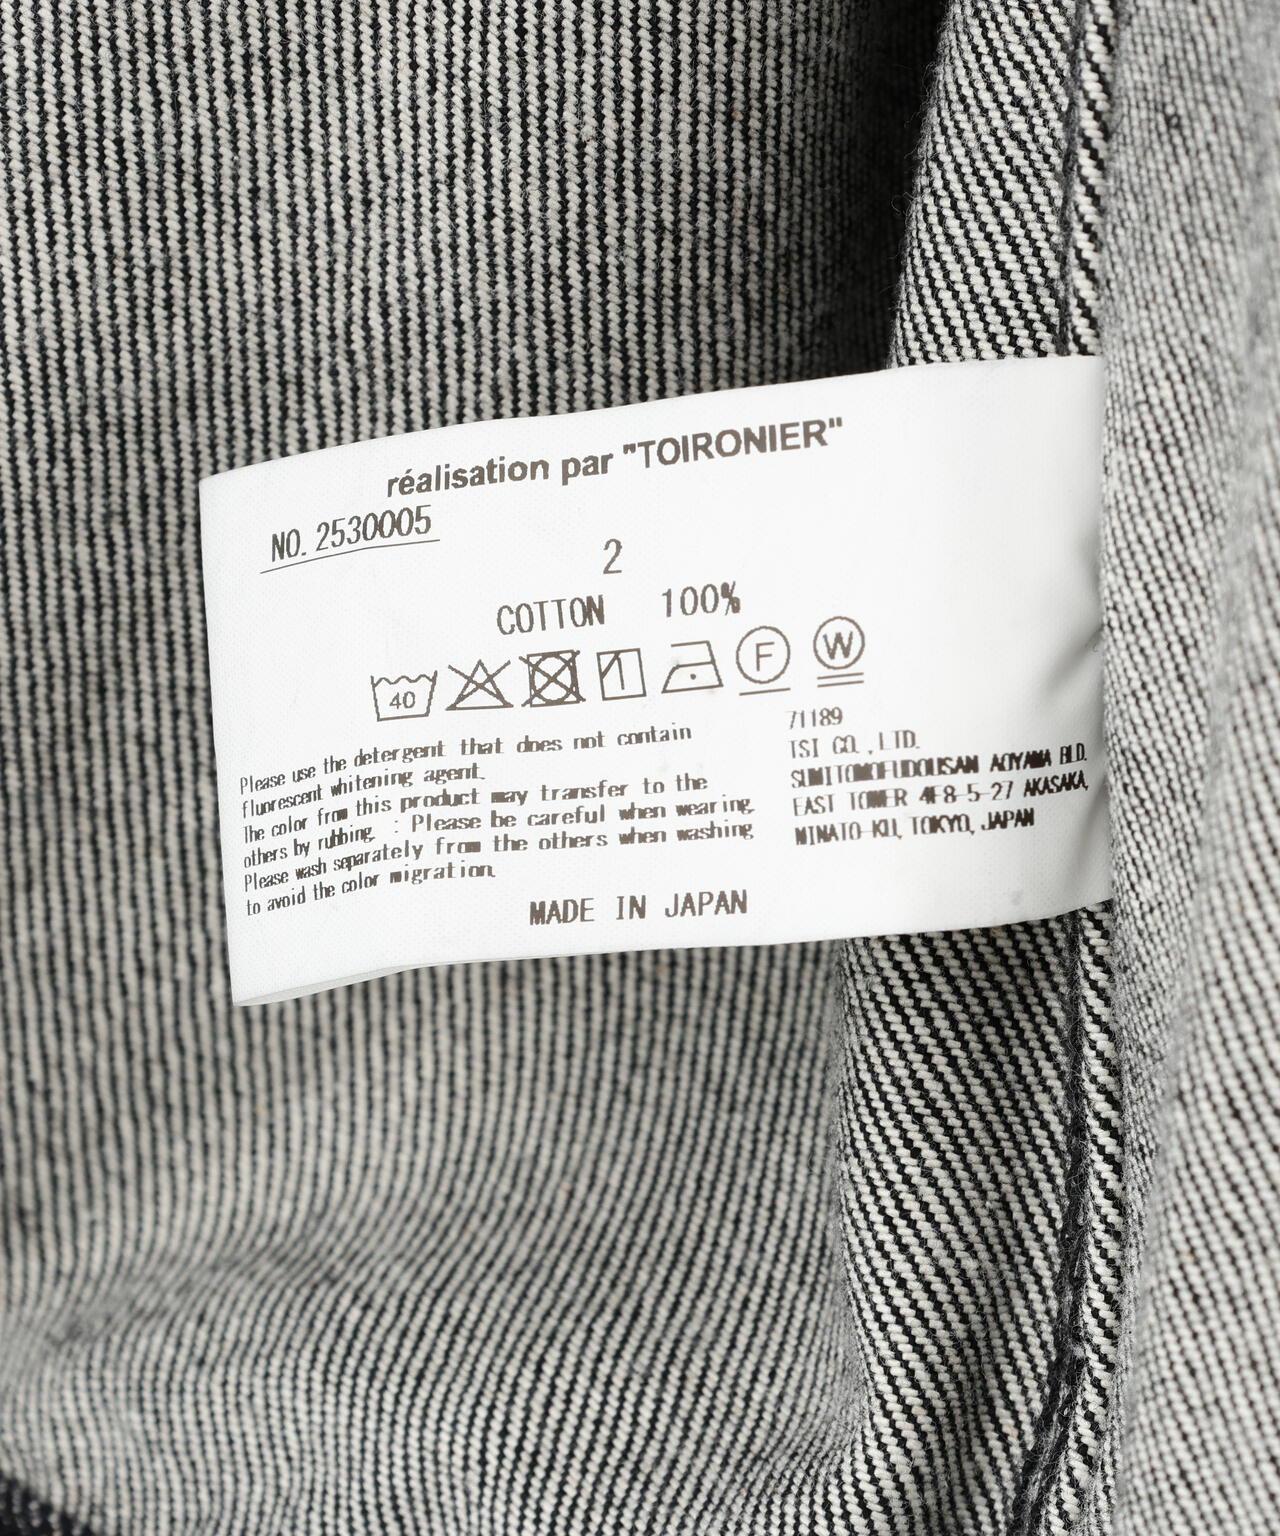 réalisation par "TOIRONIER"
NO. 2530005
2
COTTON 100%
40
F
W
Please use the detergent that does not contain
fluorescent whitening agent.
The color from this product may transfer to the
others by rubbing. : Please be careful when wearing.
Please wash separately from the others when washing
to avoid the color migration.
71189
TSI CO.,LTD.
SUMITOMOFUDOUSAN AOYAMA BLD.
EAST TOWER 4F8-5-27 AKASAKA,
MINATO-KU, TOKYO, JAPAN
MADE IN JAPAN